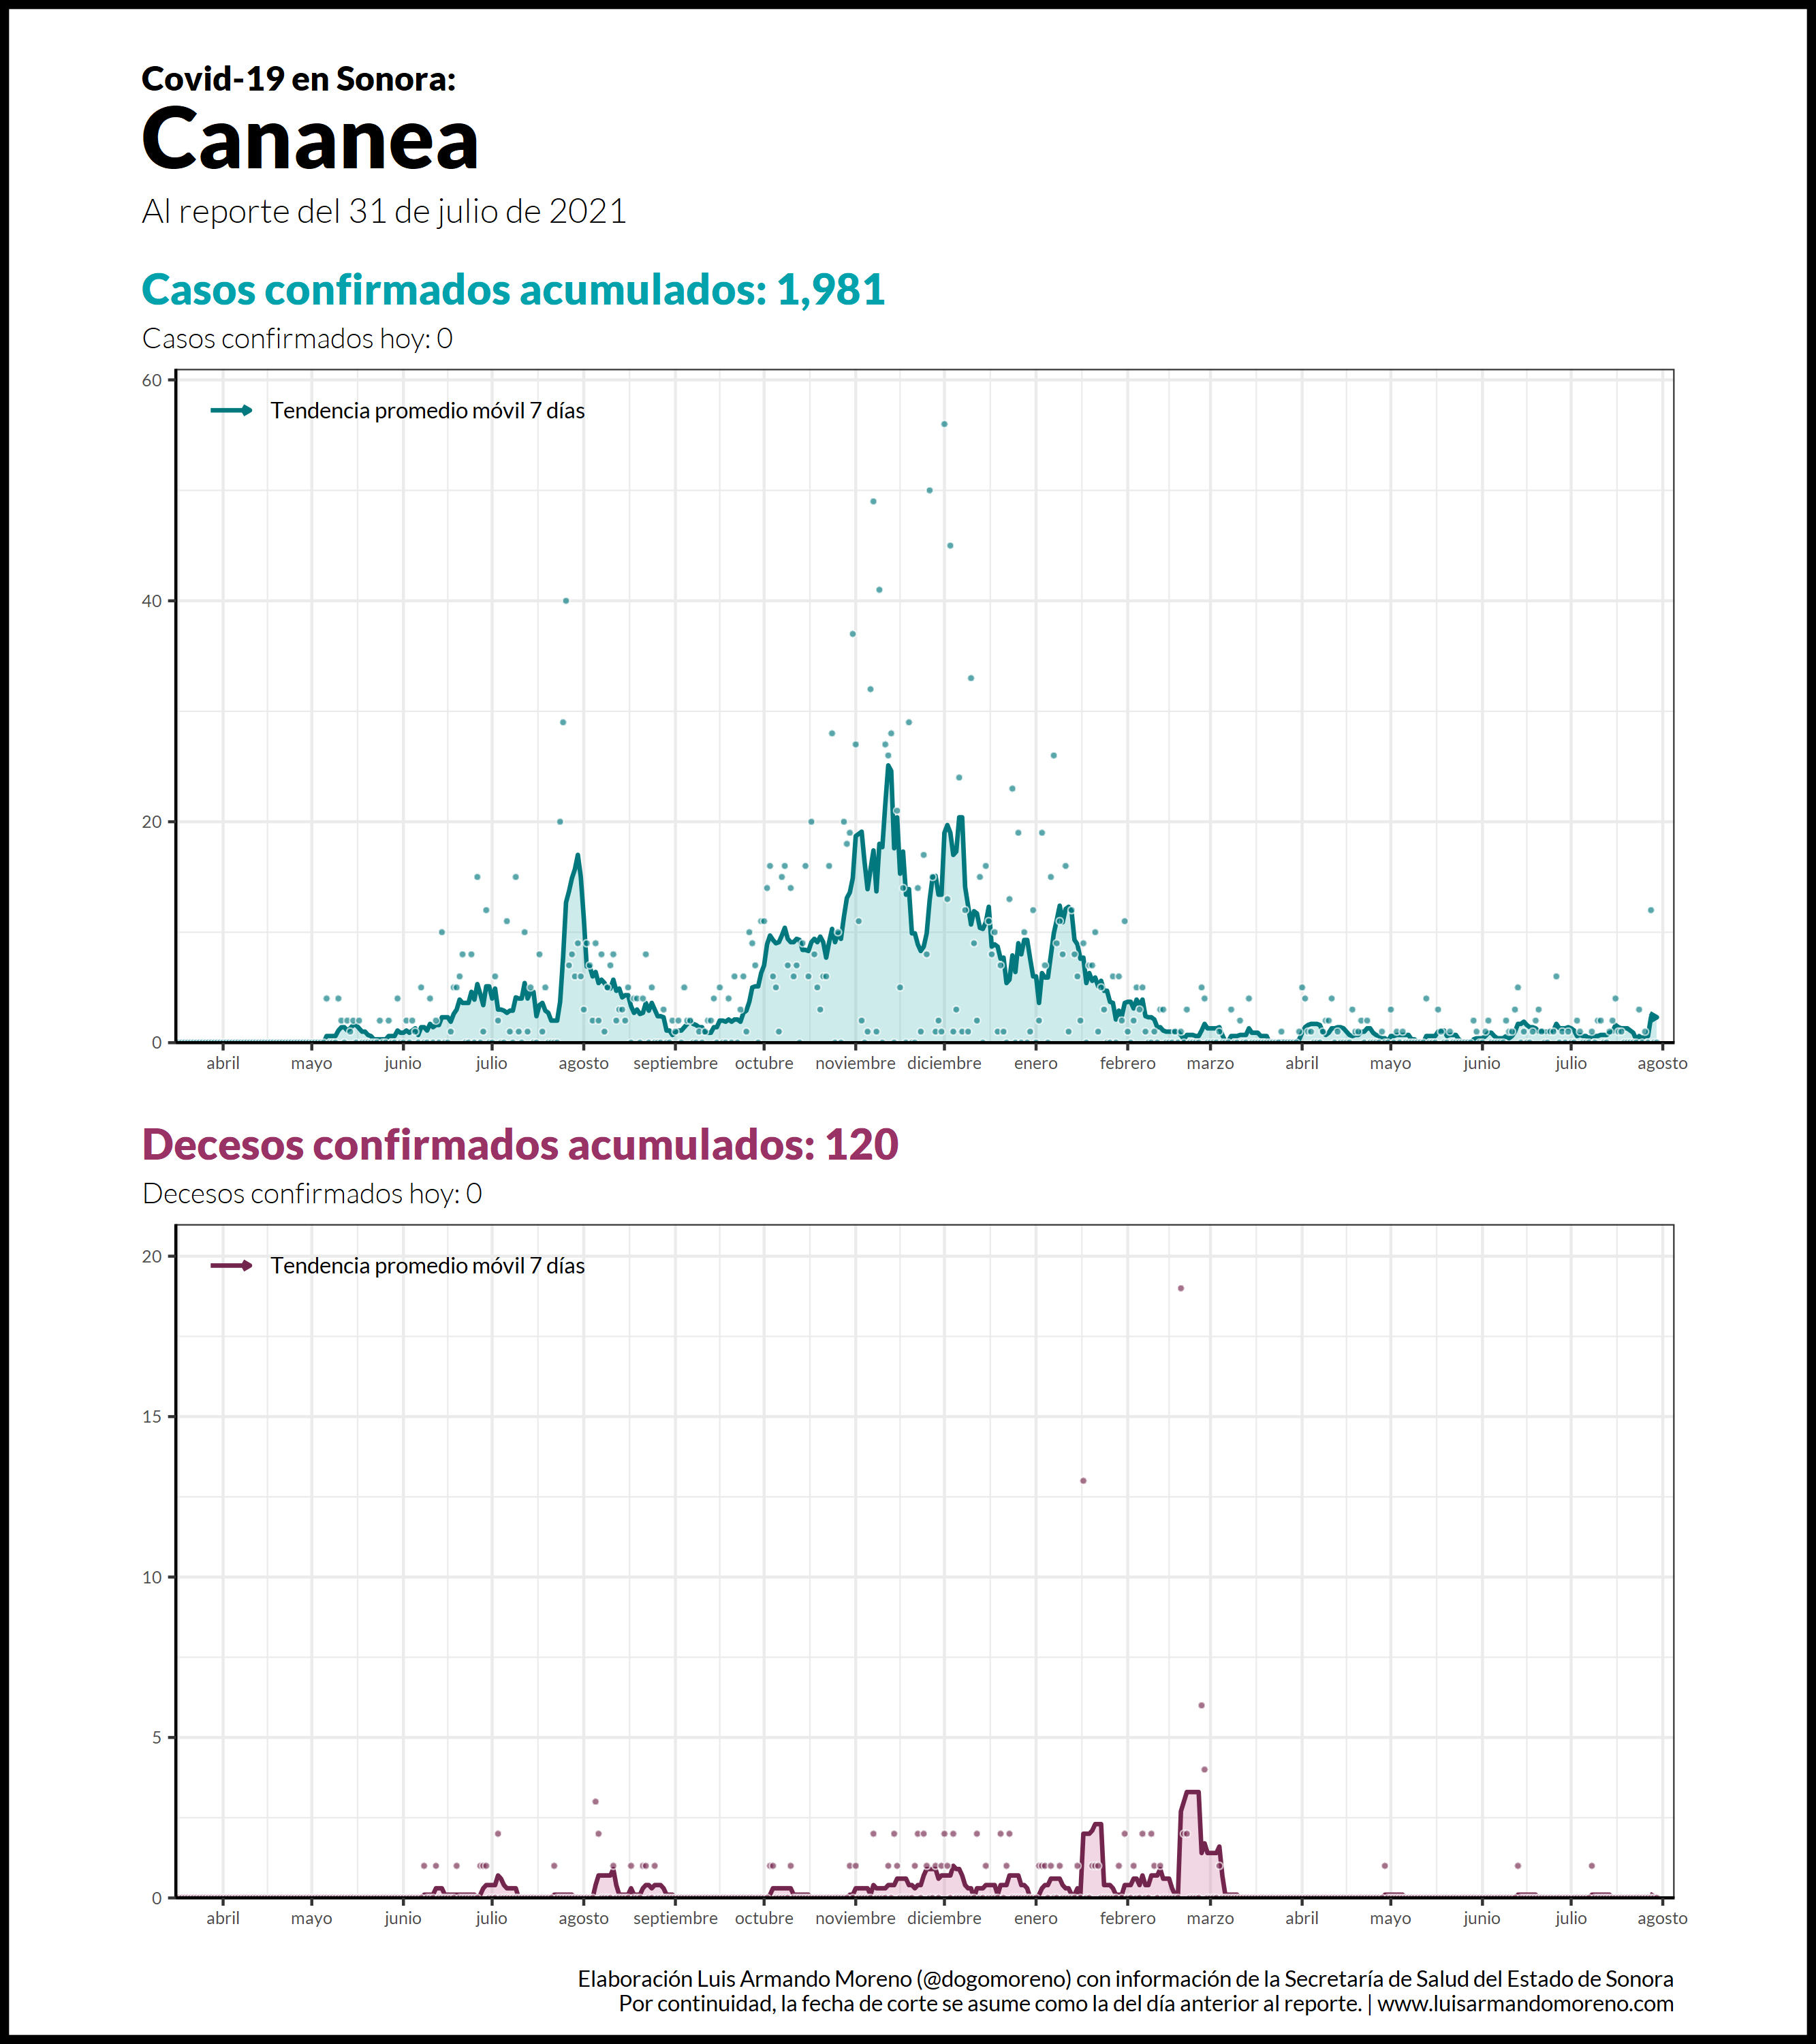 Covid-19 en Sonora:
Cananea
Al reporte del 31 de julio de 2021
Casos confirmados acumulados: 1,981
Casos confirmados hoy: 0
60
Tendencia promedio móvil 7 días
40
20
0
abril mayo junio julio agosto septiembre octubre noviembre diciembre enero febrero marzo abril mayo junio julio agosto
Decesos confirmados acumulados: 120
Decesos confirmados hoy: 0
20
Tendencia promedio móvil 7 días
15
10
5
0
abril mayo junio julio agosto septiembre octubre noviembre diciembre enero febrero marzo abril mayo junio julio agosto
Elaboración Luis Armando Moreno (@dogomoreno) con información de la Secretaría de Salud del Estado de Sonora
Por continuidad, la fecha de corte se asume como la del día anterior al reporte. | www.luisarmandomoreno.com